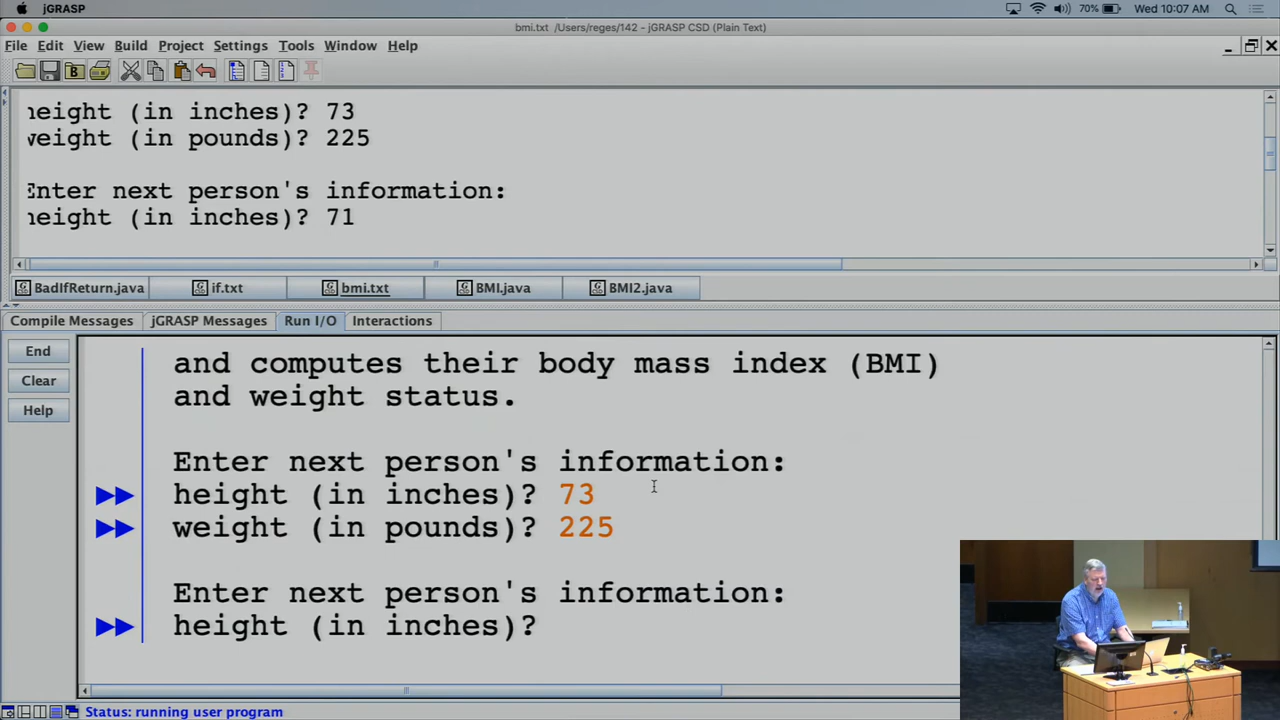 jGRASP
70%
Wed 10:07 AM
bmi.txt /Users/reges/142 - jGRASP CSD (Plain Text)
File Edit View Build Project Settings Tools Window Help
height (in inches)? 73
weight (in pounds)? 225
Enter next person's information:
height (in inches)? 71
BadIfReturn.java
if.txt
bmi.txt
BMI.java
BMI2.java
Compile Messages
jGRASP Messages
Run I/O
Interactions
End
Clear
Help
and computes their body mass index (BMI)
and weight status.
Enter next person's information:
height (in inches)? 73
weight (in pounds)? 225
Enter next person's information:
height (in inches)?
Status: running user program